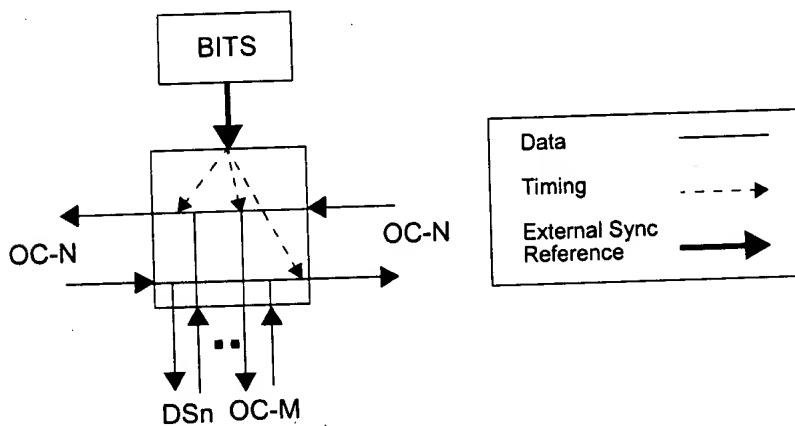 BITS
Data
Timing
External Sync
Reference
OC-N
OC-N
DSn OC-M